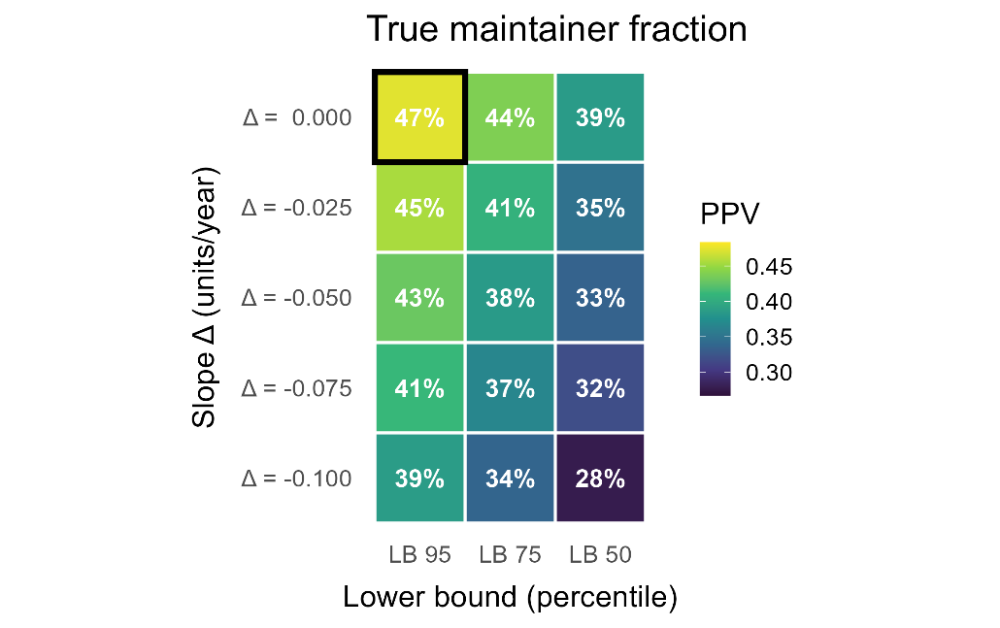 True maintainer fraction
Slope Δ (units/year)
Δ =  0.000
47%
44%
39%
Δ = -0.025
45%
41%
35%
Δ = -0.050
43%
38%
33%
Δ = -0.075
41%
37%
32%
Δ = -0.100
39%
34%
28%
LB 95
LB 75
LB 50
Lower bound (percentile)
PPV
0.45
0.40
0.35
0.30